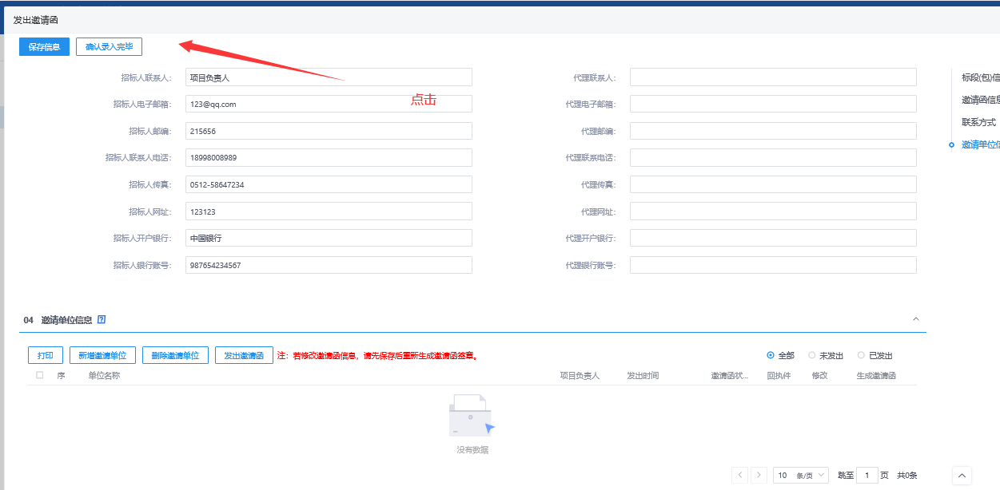 发出邀请函
保存信息 确认录入完毕
招标人联系人： 项目负责人 代理联系人： 标段(包)信
点击
招标人电子邮箱： 123@qq.com 代理电子邮箱： 邀请函信息
招标人邮编： 215656 代理邮编： 联系方式
邀请单位信
招标人联系人电话： 18998008989 代理联系电话：
招标人传真： 0512-58647234 代理传真：
招标人网址： 123123 代理网址：
招标人开户银行： 中国银行 代理开户银行：
招标人银行账号： 987654234567 代理银行账号：
04 邀请单位信息 ?
打印 新增邀请单位 删除邀请单位 发出邀请函 注：若修改邀请函信息，请先保存后重新生成邀请函签章。 全部 未发出 已发出
序 单位名称 项目负责人 发出时间 邀请函状... 回执件 修改 生成邀请函
没有数据
10 条/页 跳至 1 页 共0条